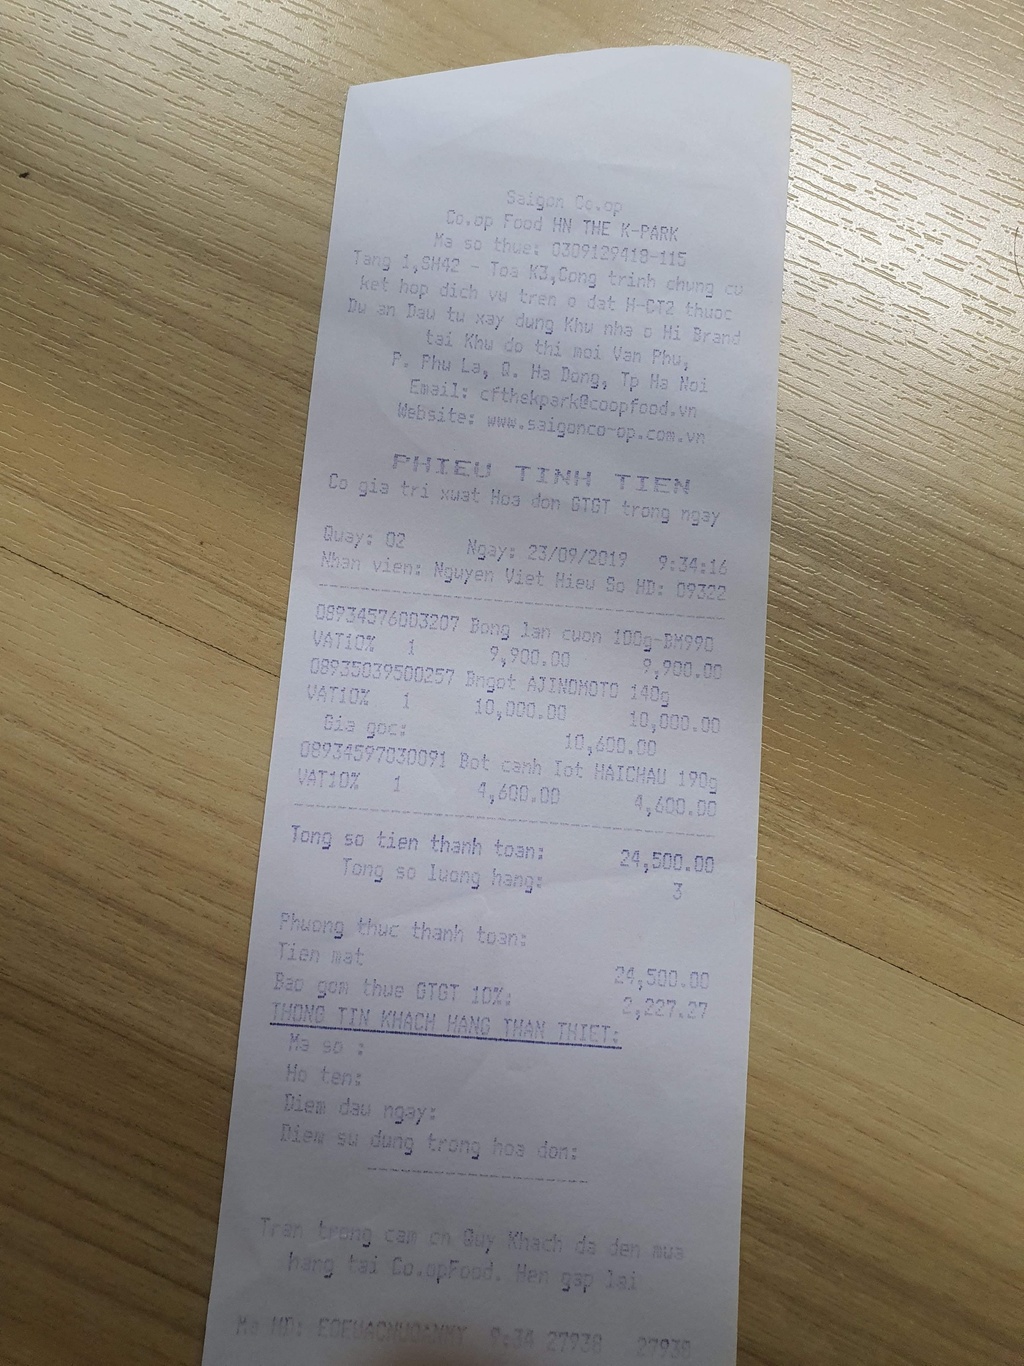 Saigon Co.op
Co.op Food HN THE K-PARK
Ma so thue: 0309129418-115
Tang 1,SH42 - Toa K3,Cong trinh chung cu
ket hop dich vu tren o dat H-CT2 thuoc
Du an Dau tu xay dung Khu nha o Hi Brand
tai Khu do thi moi Van Phu,
P. Phu La, Q. Ha Dong, Tp Ha Noi
Email: cfthekpark@coopfood.vn
Website: www.saigonco-op.com.vn
PHIEU TINH TIEN
Co gia tri xuat Hoa don GTGT trong ngay
Quay: 02 Ngay: 23/09/2019 9:34:16
Nhan vien: Nguyen Viet Hieu So HD: 09322
08934576003207 Bong lan cuon 100g-BM990
VAT10% 1 9,900.00 9,900.00
08935039500257 Bngot AJINOMOTO 140g
VAT10% 1 10,000.00 10,000.00
Gia goc: 10,600.00
08934597030091 Bot canh Iot HAICHAU 190g
VAT10% 1 4,600.00 4,600.00
Tong so tien thanh toan: 24,500.00
Tong so luong hang: 3
Phuong thuc thanh toan:
Tien mat 24,500.00
Bao gom thue GTGT 10%: 2,227.27
THONG TIN KHACH HANG THAN THIET:
Ma so :
Ho ten:
Diem dau ngay:
Diem su dung trong hoa don:
Tran trong cam on Quy Khach da den mua
hang tai Co.opFood. Hen gap lai
Ma HD: 9:34 27938 27938